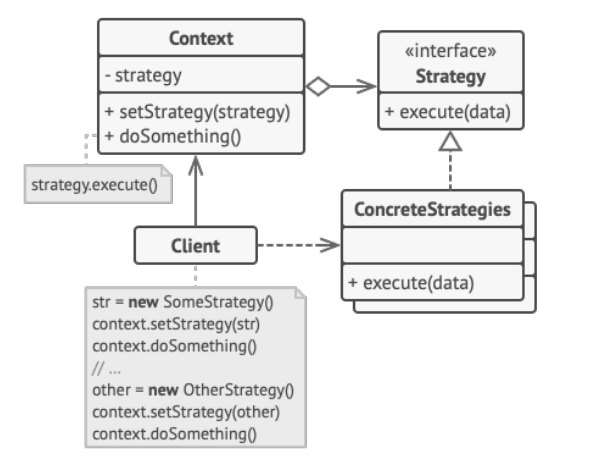 Context
- strategy
+ setStrategy(strategy)
+ doSomething()
«interface»
Strategy
+ execute(data)
strategy.execute()
ConcreteStrategies
+ execute(data)
Client
str = new SomeStrategy()
context.setStrategy(str)
context.doSomething()
// ...
other = new OtherStrategy()
context.setStrategy(other)
context.doSomething()